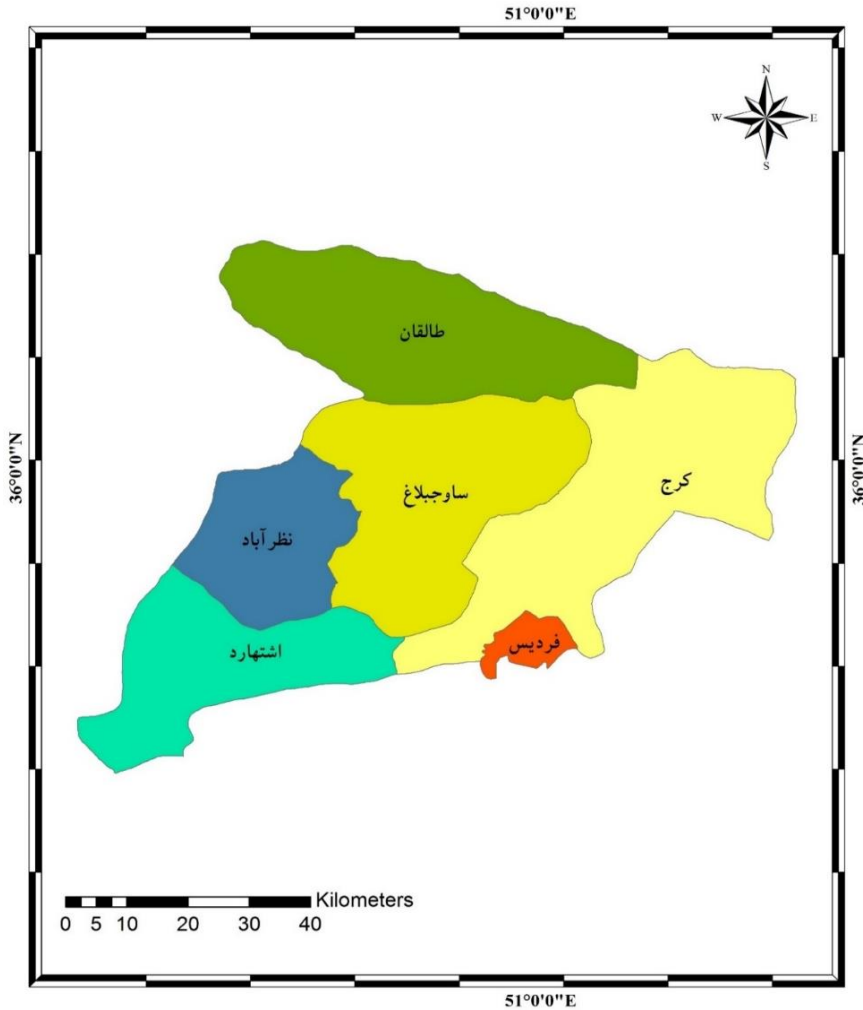 51°0'0"E
N
W E
S
طالقان
36°0'0"N
36°0'0"N
کرج
ساوجبلاغ
نظرآباد
فردیس
اشتهارد
Kilometers
0 5 10 20 30 40
51°0'0"E